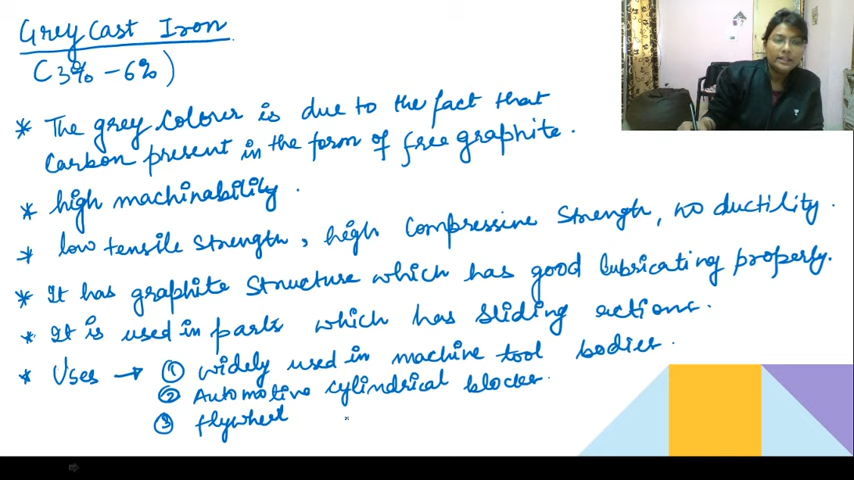 Grey Cast Iron
(3% - 6%)
* The grey colour is due to the fact that
carbon present in the form of free graphite.
* high machinability.
* low tensile strength, high compressive strength, no ductility.
* It has graphite structure which has good lubricating property.
* It is used in parts which has sliding actions.
* Uses → ① widely used in machine tool bodies.
② Automotive cylindrical blocks.
③ flywheel